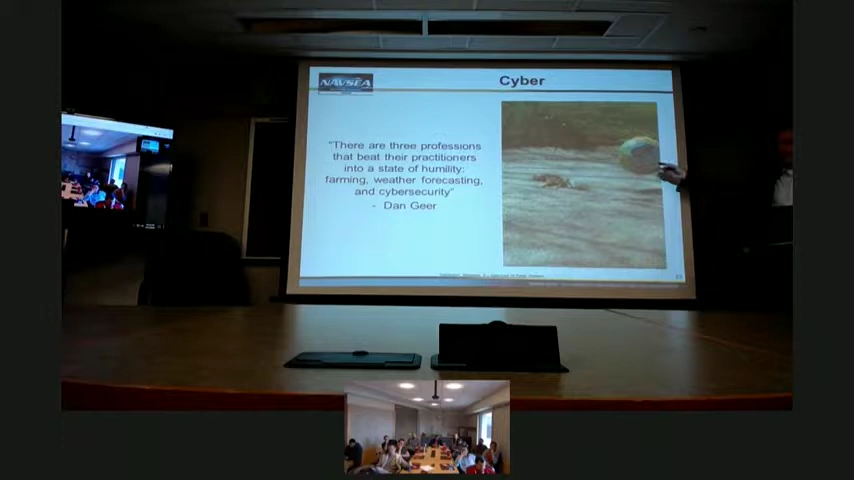 NAVSEA
Cyber
"There are three professions
that beat their practitioners
into a state of humility:
farming, weather forecasting,
and cybersecurity"
- Dan Geer